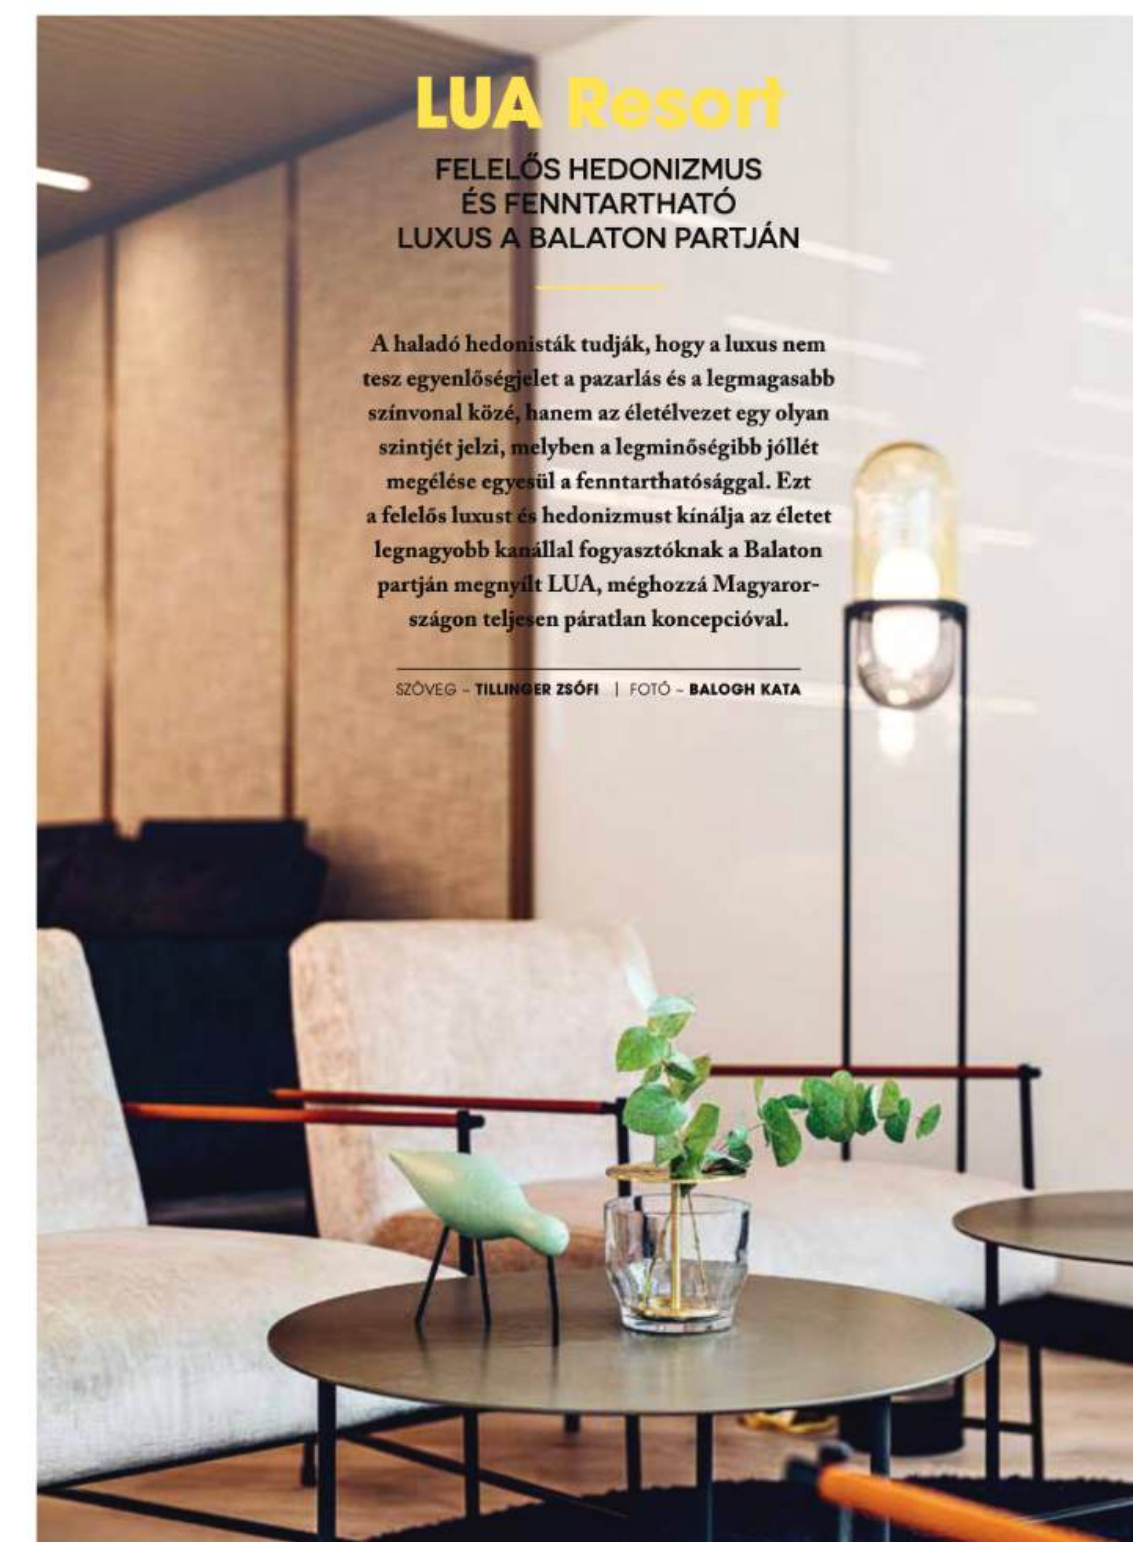 LUA Resort
FELELŐS HEDONIZMUS
ÉS FENNTARTHATÓ
LUXUS A BALATON PARTJÁN
A haladó hedonisták tudják, hogy a luxus nem
tesz egyenlőségjelet a pazarlás és a legmagasabb
színvonal közé, hanem az életélvezet egy olyan
szintjét jelzi, melyben a legminőségibb jóllét
megélése egyesül a fenntarthatósággal. Ezt
a felelős luxust és hedonizmust kínálja az életet
legnagyobb kanállal fogyasztóknak a Balaton
partján megnyílt LUA, méghozzá Magyaror-
szágon teljesen páratlan koncepcióval.
SZÖVEG – TILLINGER ZSÓFI | FOTÓ – BALOGH KATA